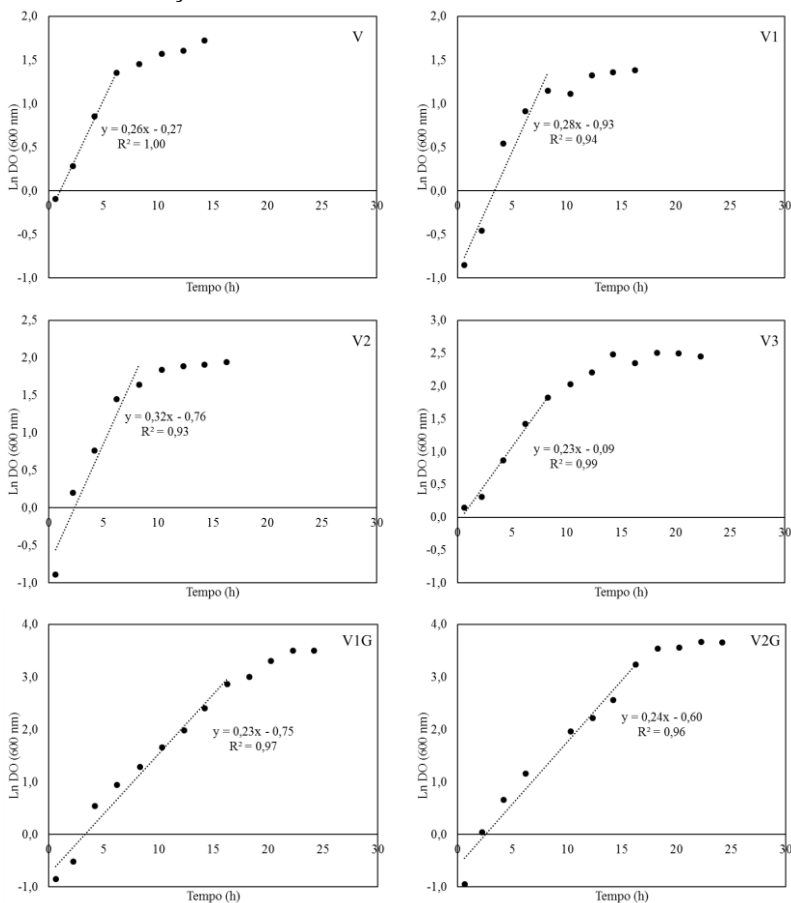 2,0
1,5
1,0
0,5
0,0
-0,5
-1,0
0
5
10
15
20
25
30
Ln DO (600 nm)
Tempo (h)
V
y = 0,26x - 0,27
R² = 1,00
2,0
1,5
1,0
0,5
0,0
-0,5
-1,0
0
5
10
15
20
25
30
Ln DO (600 nm)
Tempo (h)
V1
y = 0,28x - 0,93
R² = 0,94
2,5
2,0
1,5
1,0
0,5
0,0
-0,5
-1,0
0
5
10
15
20
25
30
Ln DO (600 nm)
Tempo (h)
V2
y = 0,32x - 0,76
R² = 0,93
3,0
2,5
2,0
1,5
1,0
0,5
0,0
-0,5
-1,0
0
5
10
15
20
25
30
Ln DO (600 nm)
Tempo (h)
V3
y = 0,23x - 0,09
R² = 0,99
4,0
3,0
2,0
1,0
0,0
-1,0
0
5
10
15
20
25
30
Ln DO (600 nm)
Tempo (h)
V1G
y = 0,23x - 0,75
R² = 0,97
4,0
3,0
2,0
1,0
0,0
-1,0
0
5
10
15
20
25
30
Ln DO (600 nm)
Tempo (h)
V2G
y = 0,24x - 0,60
R² = 0,96